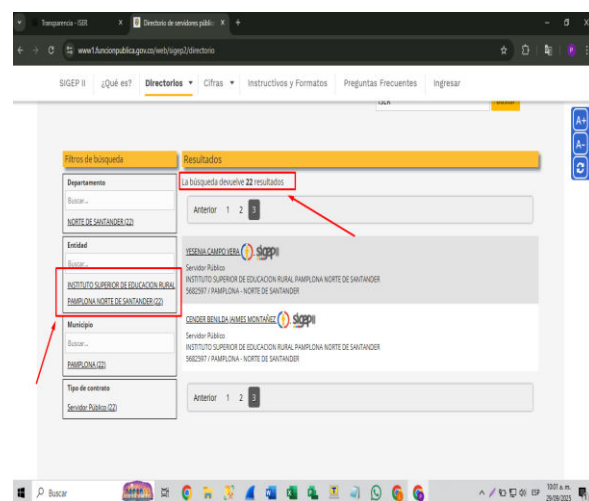 Transparencia - ISER
Directorio de servidores públic
www1.funcionpublica.gov.co/web/sigep2/directorio
SIGEP II ¿Qué es? Directorios Cifras Instructivos y Formatos Preguntas Frecuentes Ingresar
ISER Buscar
A+
A-
Filtros de búsqueda
Departamento
Buscar...
NORTE DE SANTANDER (22)
Entidad
Buscar...
INSTITUTO SUPERIOR DE EDUCACION RURAL
PAMPLONA NORTE DE SANTANDER (22)
Municipio
Buscar...
PAMPLONA (22)
Tipo de contrato
Servidor Público (22)
Resultados
La búsqueda devuelve 22 resultados
Anterior 1 2 3
YESENIA CAMPO VERA sigepII
Servidor Público
INSTITUTO SUPERIOR DE EDUCACION RURAL PAMPLONA NORTE DE SANTANDER
5682597 / PAMPLONA - NORTE DE SANTANDER
CENDER BENILDA JAIMES MONTAÑEZ sigepII
Servidor Público
INSTITUTO SUPERIOR DE EDUCACION RURAL PAMPLONA NORTE DE SANTANDER
5682597 / PAMPLONA - NORTE DE SANTANDER
Anterior 1 2 3
Buscar
ESP
10:01 a. m.
29/09/2025